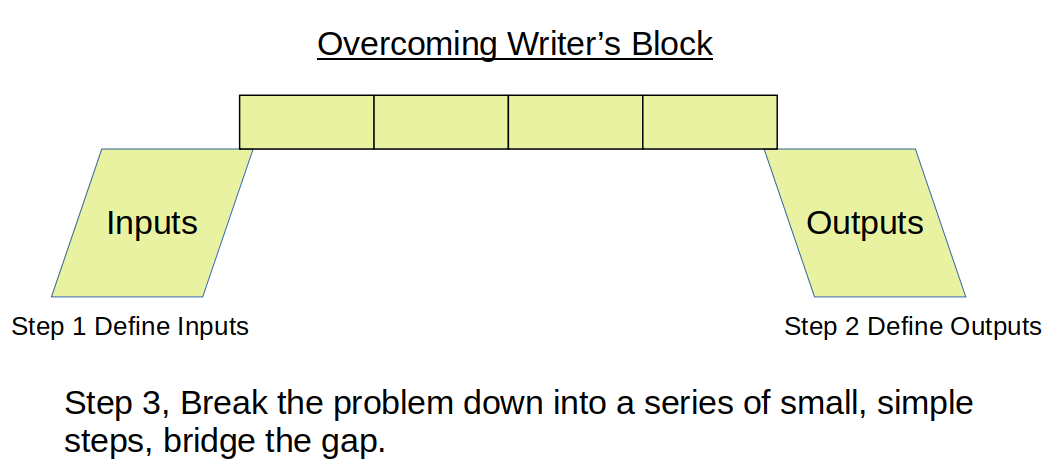 Overcoming Writer’s Block
Inputs
Outputs
Step 1 Define Inputs
Step 2 Define Outputs
Step 3, Break the problem down into a series of small, simple
steps, bridge the gap.